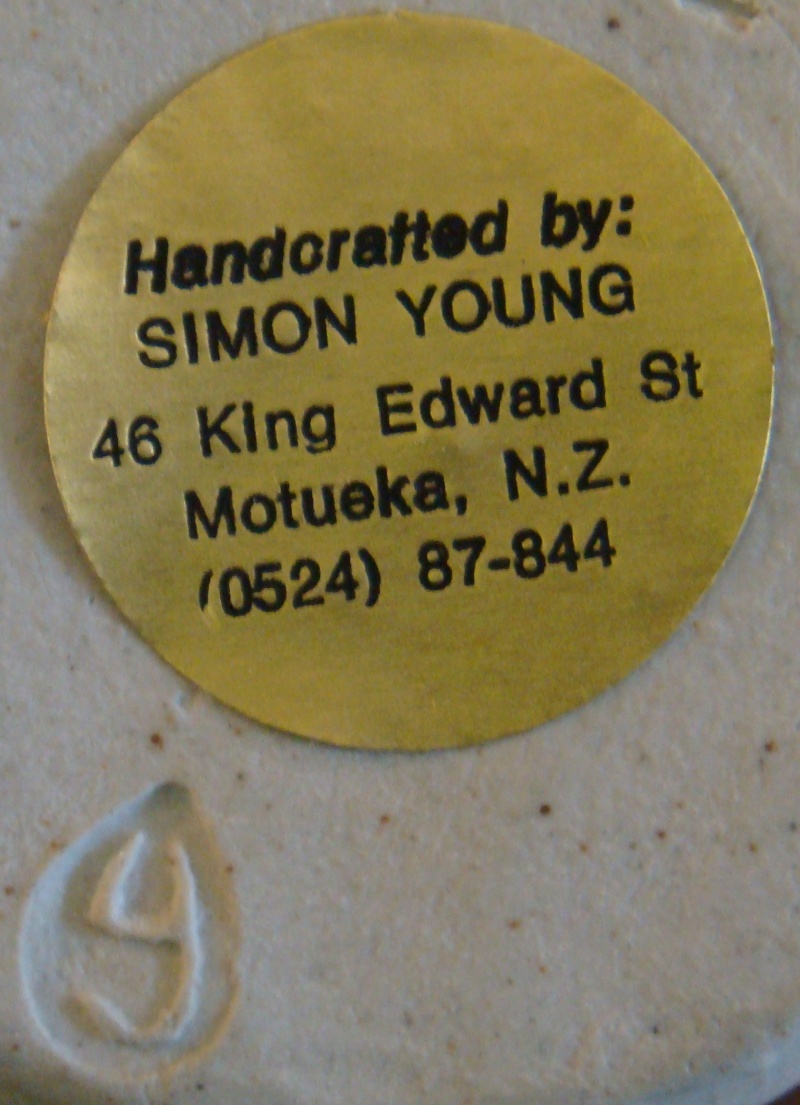 Handcrafted by:
SIMON YOUNG
46 King Edward St
Motueka, N.Z.
(0524) 87-844
y